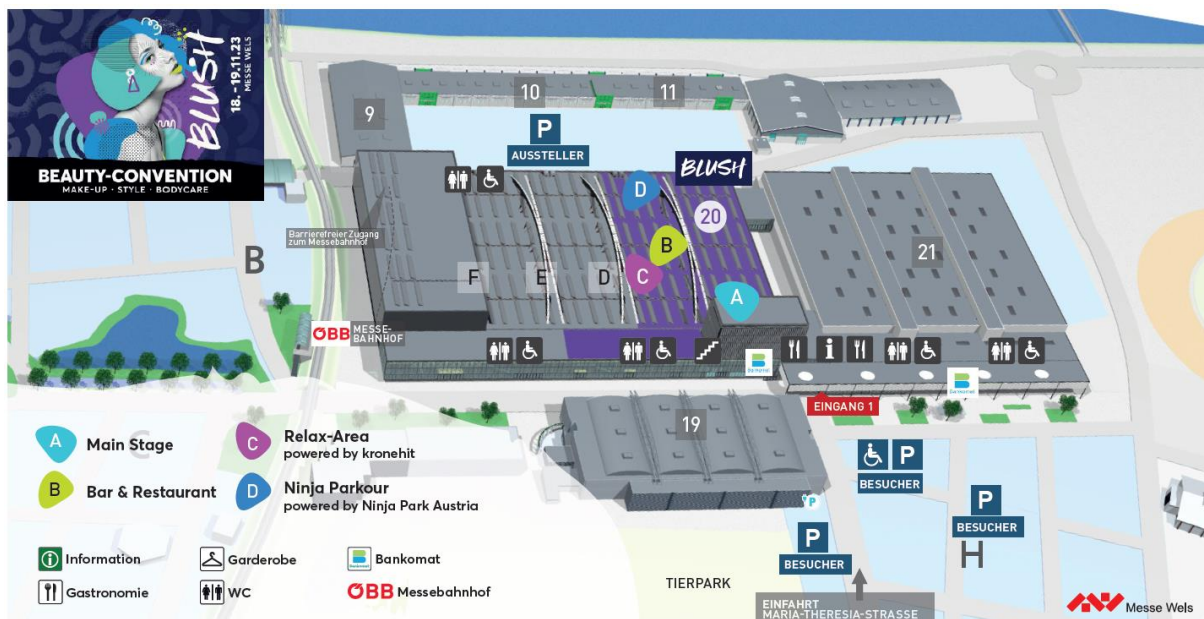 BLUSH
18. - 19.11.23
MESSE WELS
BEAUTY-CONVENTION
MAKE-UP · STYLE · BODYCARE
9
10
11
P
AUSSTELLER
BLUSH
D
20
B
C
A
21
F
E
D
B
Barrierefreier Zugang
zum Messebahnhof
ÖBB MESSE-
BAHNHOF
Bankomat
i
Bankomat
EINGANG 1
19
P
P
BESUCHER
P
BESUCHER
H
P
BESUCHER
TIERPARK
EINFAHRT
MARIA-THERESIA-STRASSE
A Main Stage
B Bar & Restaurant
C Relax-Area
powered by kronehit
D Ninja Parkour
powered by Ninja Park Austria
C
Information
Gastronomie
Garderobe
WC
Bankomat
ÖBB Messebahnhof
Messe Wels